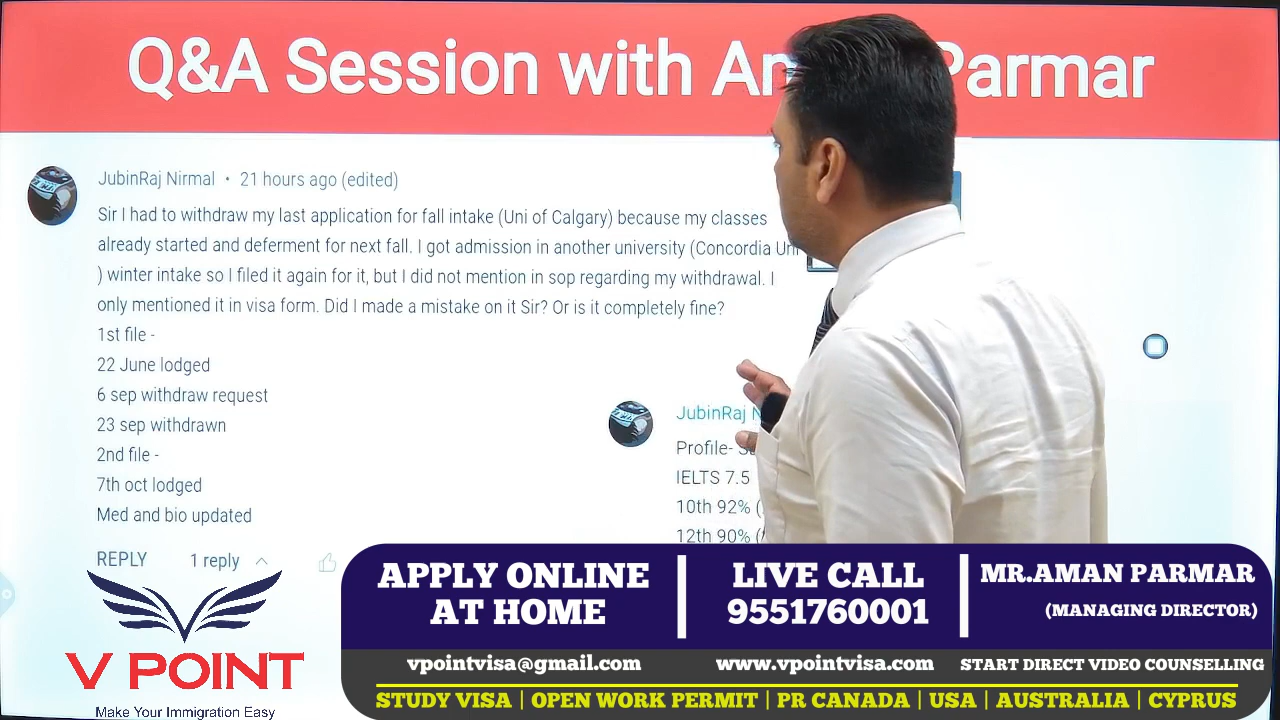 Q&A Session with Parmar
JubinRaj Nirmal • 21 hours ago (edited)
Sir I had to withdraw my last application for fall intake (Uni of Calgary) because my classes
already started and deferment for next fall. I got admission in another university (Concordia Uni
) winter intake so I filed it again for it, but I did not mention in sop regarding my withdrawal. I
only mentioned it in visa form. Did I made a mistake on it Sir? Or is it completely fine?
1st file -
22 June lodged
6 sep withdraw request
23 sep withdrawn
2nd file -
7th oct lodged
Med and bio updated
REPLY 1 reply
JubinRaj
Profile-
IELTS 7.5
10th 92% (
12th 90% (
V POINT
Make Your Immigration Easy
APPLY ONLINE
AT HOME
LIVE CALL
9551760001
MR.AMAN PARMAR
(MANAGING DIRECTOR)
vpointvisa@gmail.com www.vpointvisa.com START DIRECT VIDEO COUNSELLING
STUDY VISA | OPEN WORK PERMIT | PR CANADA | USA | AUSTRALIA | CYPRUS